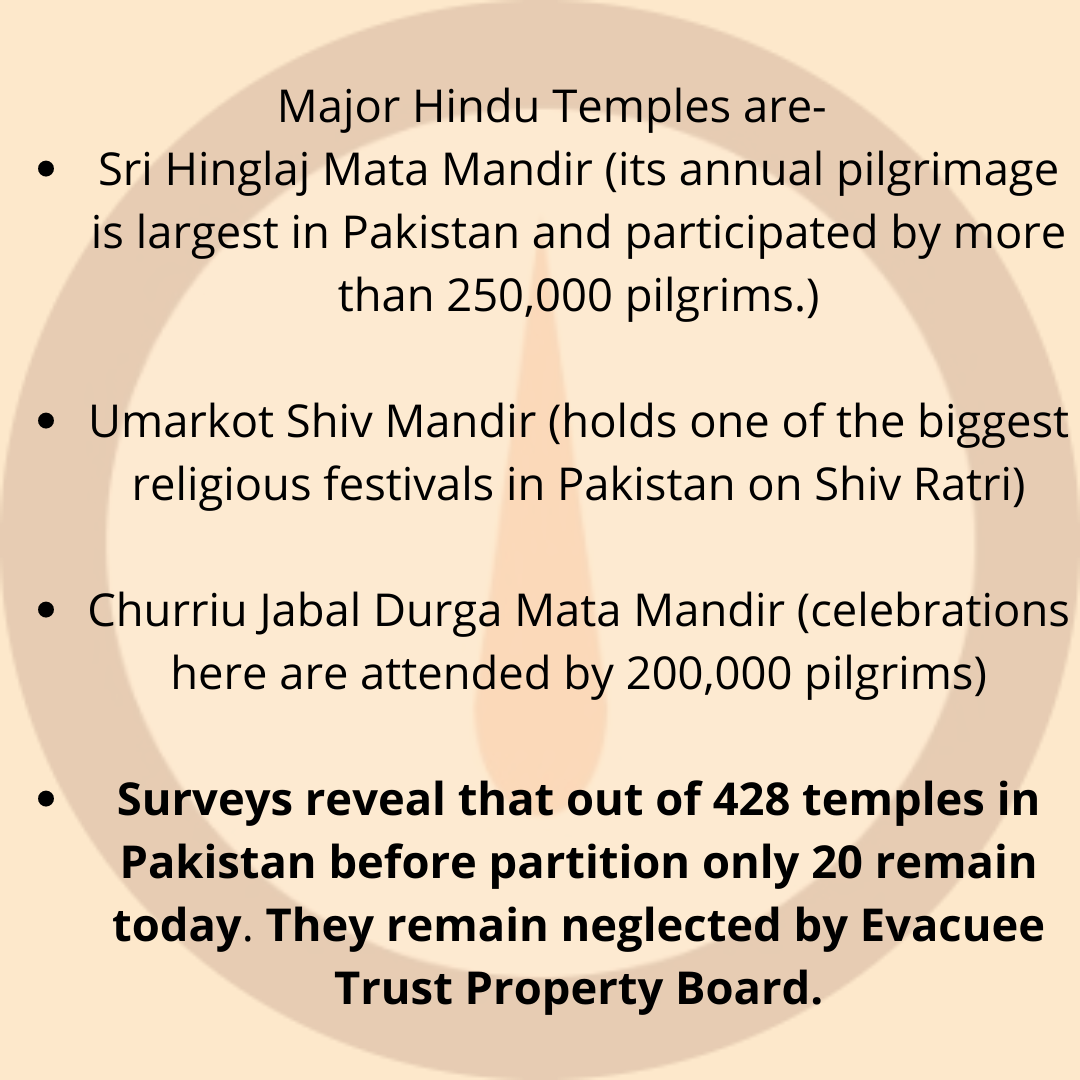 Major Hindu Temples are-
• Sri Hinglaj Mata Mandir (its annual pilgrimage
is largest in Pakistan and participated by more
than 250,000 pilgrims.)
• Umarkot Shiv Mandir (holds one of the biggest
religious festivals in Pakistan on Shiv Ratri)
• Churriu Jabal Durga Mata Mandir (celebrations
here are attended by 200,000 pilgrims)
• Surveys reveal that out of 428 temples in
Pakistan before partition only 20 remain
today. They remain neglected by Evacuee
Trust Property Board.